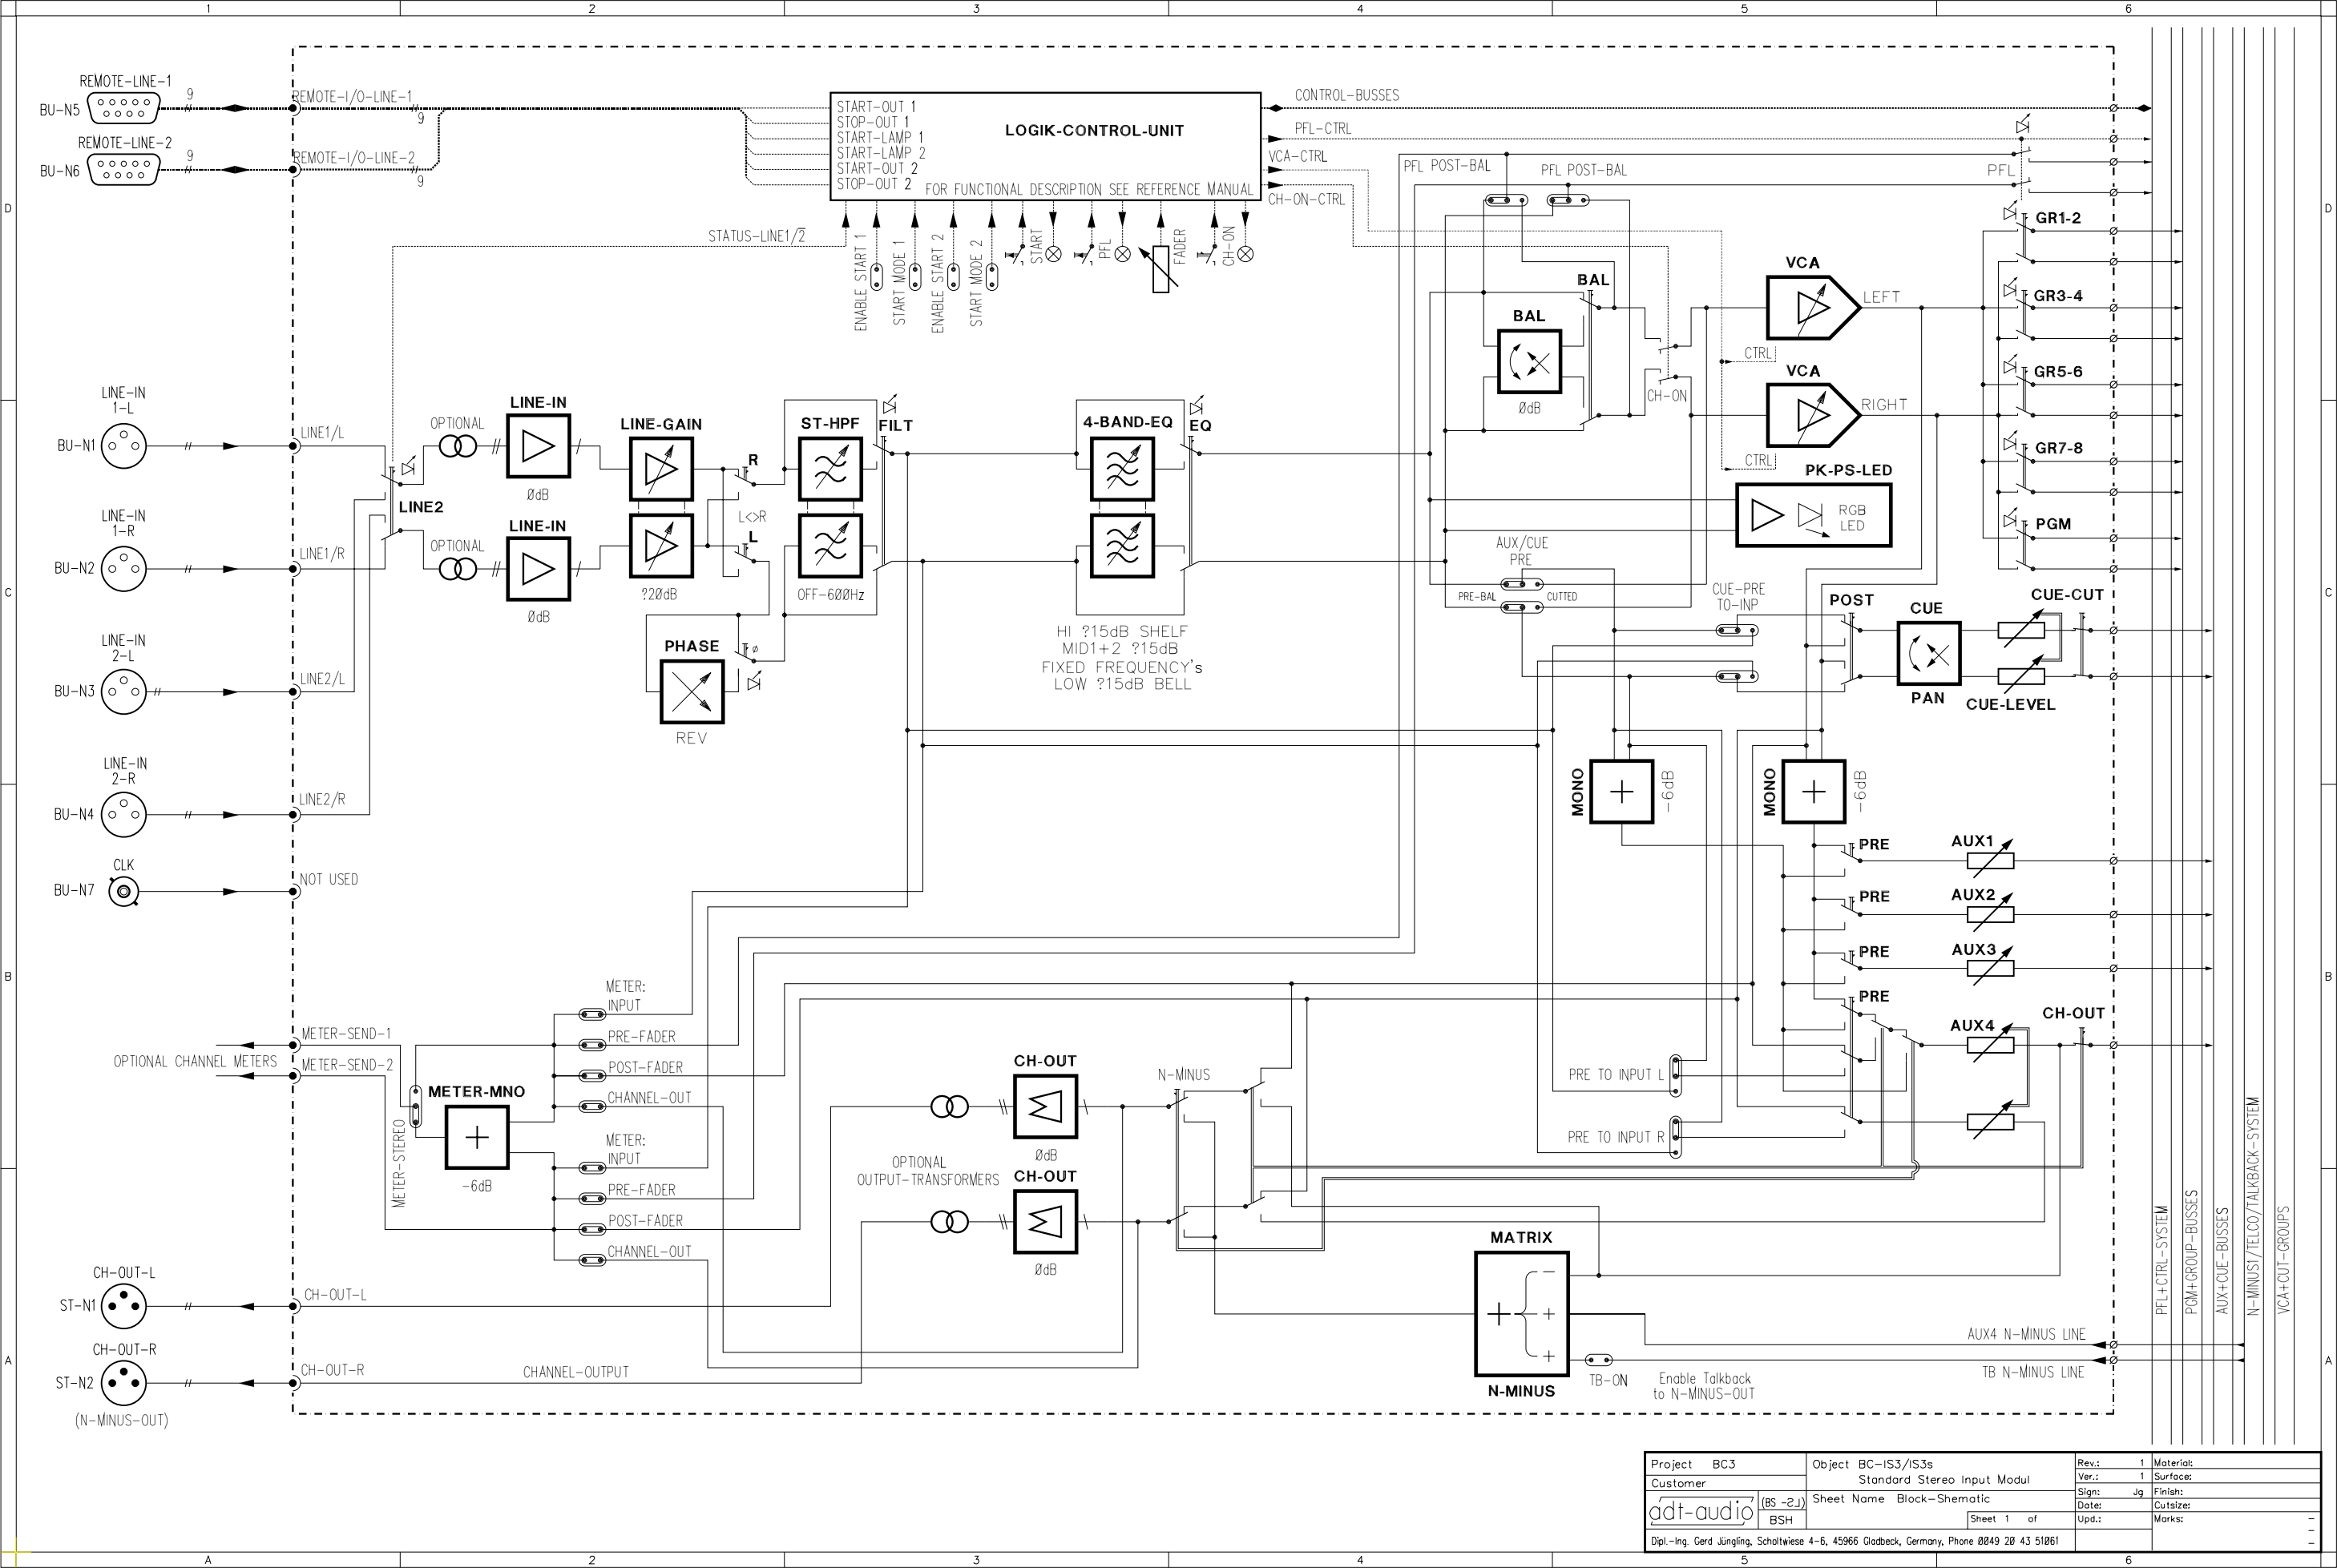 1 2 3 4 5 6
REMOTE-LINE-1
BU-N5
9
REMOTE-I/O-LINE-1
9
REMOTE-LINE-2
BU-N6
9
REMOTE-I/O-LINE-2
9
START-OUT 1
STOP-OUT 1
START-LAMP 1
START-LAMP 2
START-OUT 2
STOP-OUT 2
LOGIK-CONTROL-UNIT
FOR FUNCTIONAL DESCRIPTION SEE REFERENCE MANUAL
CONTROL-BUSSES
PFL-CTRL
VCA-CTRL
CH-ON-CTRL
PFL POST-BAL
PFL POST-BAL
PFL
D
D
STATUS-LINE1/2
ENABLE START 1
START MODE 1
ENABLE START 2
START MODE 2
START
PFL
FADER
CH-ON
GR1-2
GR3-4
GR5-6
GR7-8
PGM
BAL
BAL
ØdB
CH-ON
VCA
LEFT
CTRL
VCA
RIGHT
CTRL
PK-PS-LED
RGB
LED
LINE-IN
1-L
BU-N1
LINE1/L
LINE-IN
1-R
BU-N2
LINE1/R
LINE2
OPTIONAL
LINE-IN
ØdB
OPTIONAL
LINE-IN
ØdB
LINE-GAIN
?20dB
R
L<>R
L
ST-HPF
FILT
OFF-600Hz
PHASE
ø
REV
4-BAND-EQ
EQ
HI ?15dB SHELF
MID1+2 ?15dB
FIXED FREQUENCY's
LOW ?15dB BELL
C
C
AUX/CUE
PRE
PRE-BAL
CUTTED
CUE-PRE
TO-INP
POST
CUE
PAN
CUE-CUT
CUE-LEVEL
LINE-IN
2-L
BU-N3
LINE2/L
LINE-IN
2-R
BU-N4
LINE2/R
CLK
BU-N7
NOT USED
MONO
-6dB
MONO
-6dB
PRE
AUX1
PRE
AUX2
PRE
AUX3
PRE
AUX4
CH-OUT
B
B
METER-SEND-1
OPTIONAL CHANNEL METERS
METER-SEND-2
METER-STEREO
METER-MNO
-6dB
METER:
INPUT
PRE-FADER
POST-FADER
CHANNEL-OUT
METER:
INPUT
PRE-FADER
POST-FADER
CHANNEL-OUT
CH-OUT
ØdB
OPTIONAL
OUTPUT-TRANSFORMERS
CH-OUT
ØdB
N-MINUS
PRE TO INPUT L
PRE TO INPUT R
MATRIX
N-MINUS
TB-ON
Enable Talkback
to N-MINUS-OUT
AUX4 N-MINUS LINE
TB N-MINUS LINE
PFL+CTRL-SYSTEM
PGM+GROUP-BUSSES
AUX+CUE-BUSSES
N-MINUS1/TELCO/TALKBACK-SYSTEM
VCA+CUT-GROUPS
CH-OUT-L
ST-N1
CH-OUT-L
CH-OUT-R
ST-N2
CH-OUT-R
CHANNEL-OUTPUT
(N-MINUS-OUT)
A
A
Project BC3
Customer
Object BC-IS3/IS3s
Standard Stereo Input Modul
Sheet Name Block-Shematic
Sheet 1 of
adt-audio
BSH
Dipl.-Ing. Gerd Jüngling, Scholtwiese 4-6, 45966 Gladbeck, Germany, Phone 0049 20 43 51061
Rev.: 1
Ver.: 1
Sign: Jg
Date:
Upd.:
Material:
Surface:
Finish:
Cutsize:
Marks:
A 2 3 4 5 6